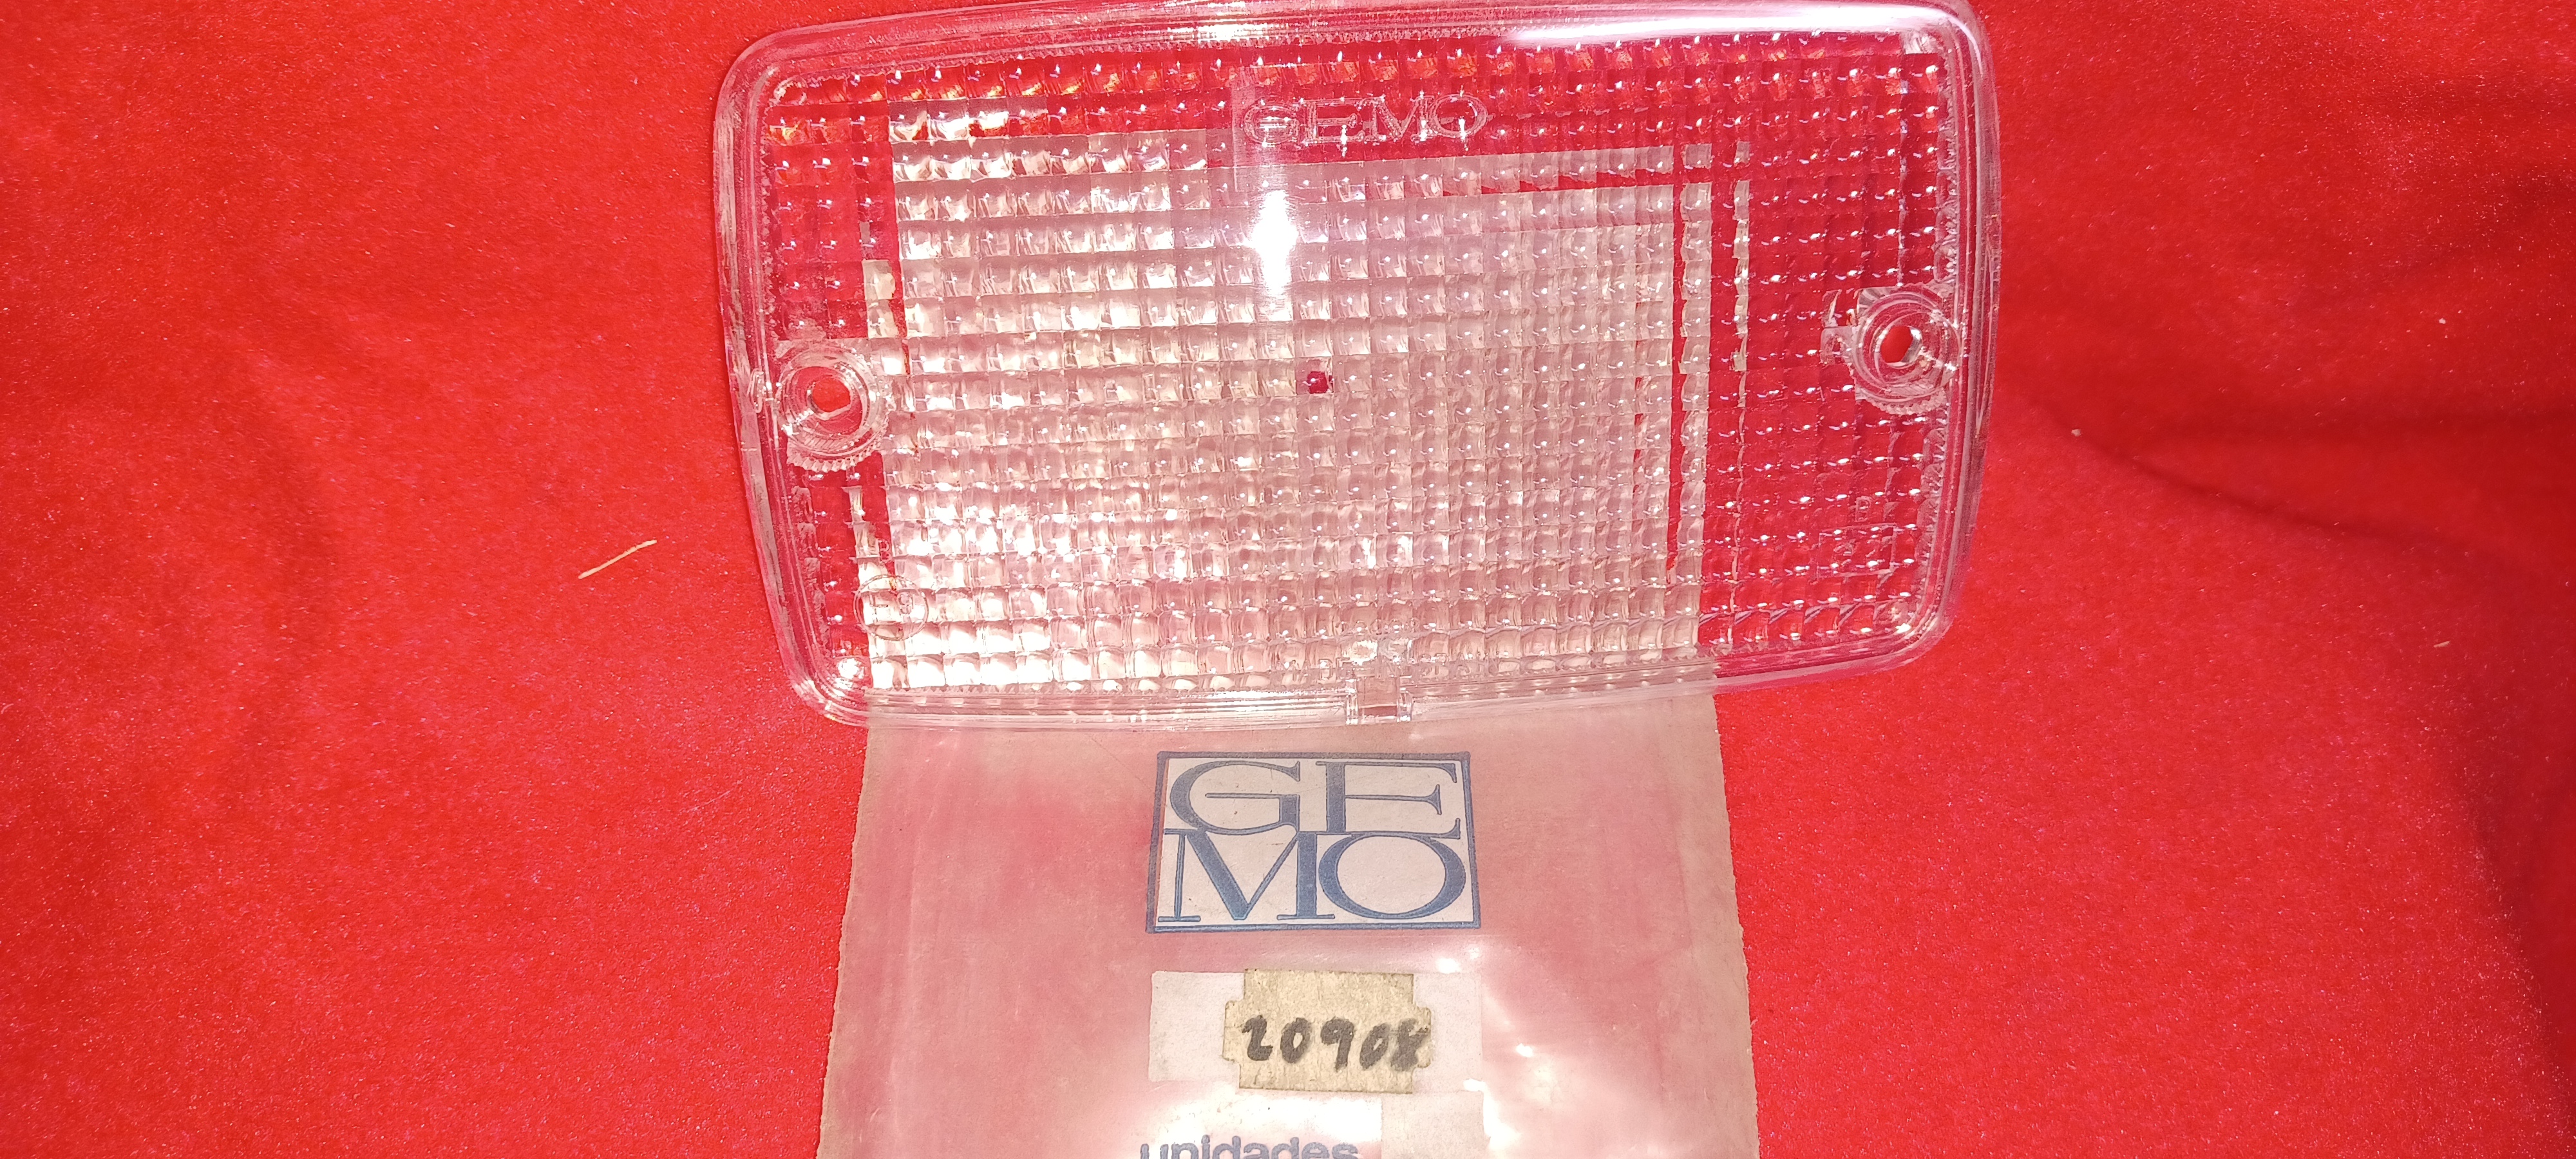 GEMO
GE
MO
20908
unidades